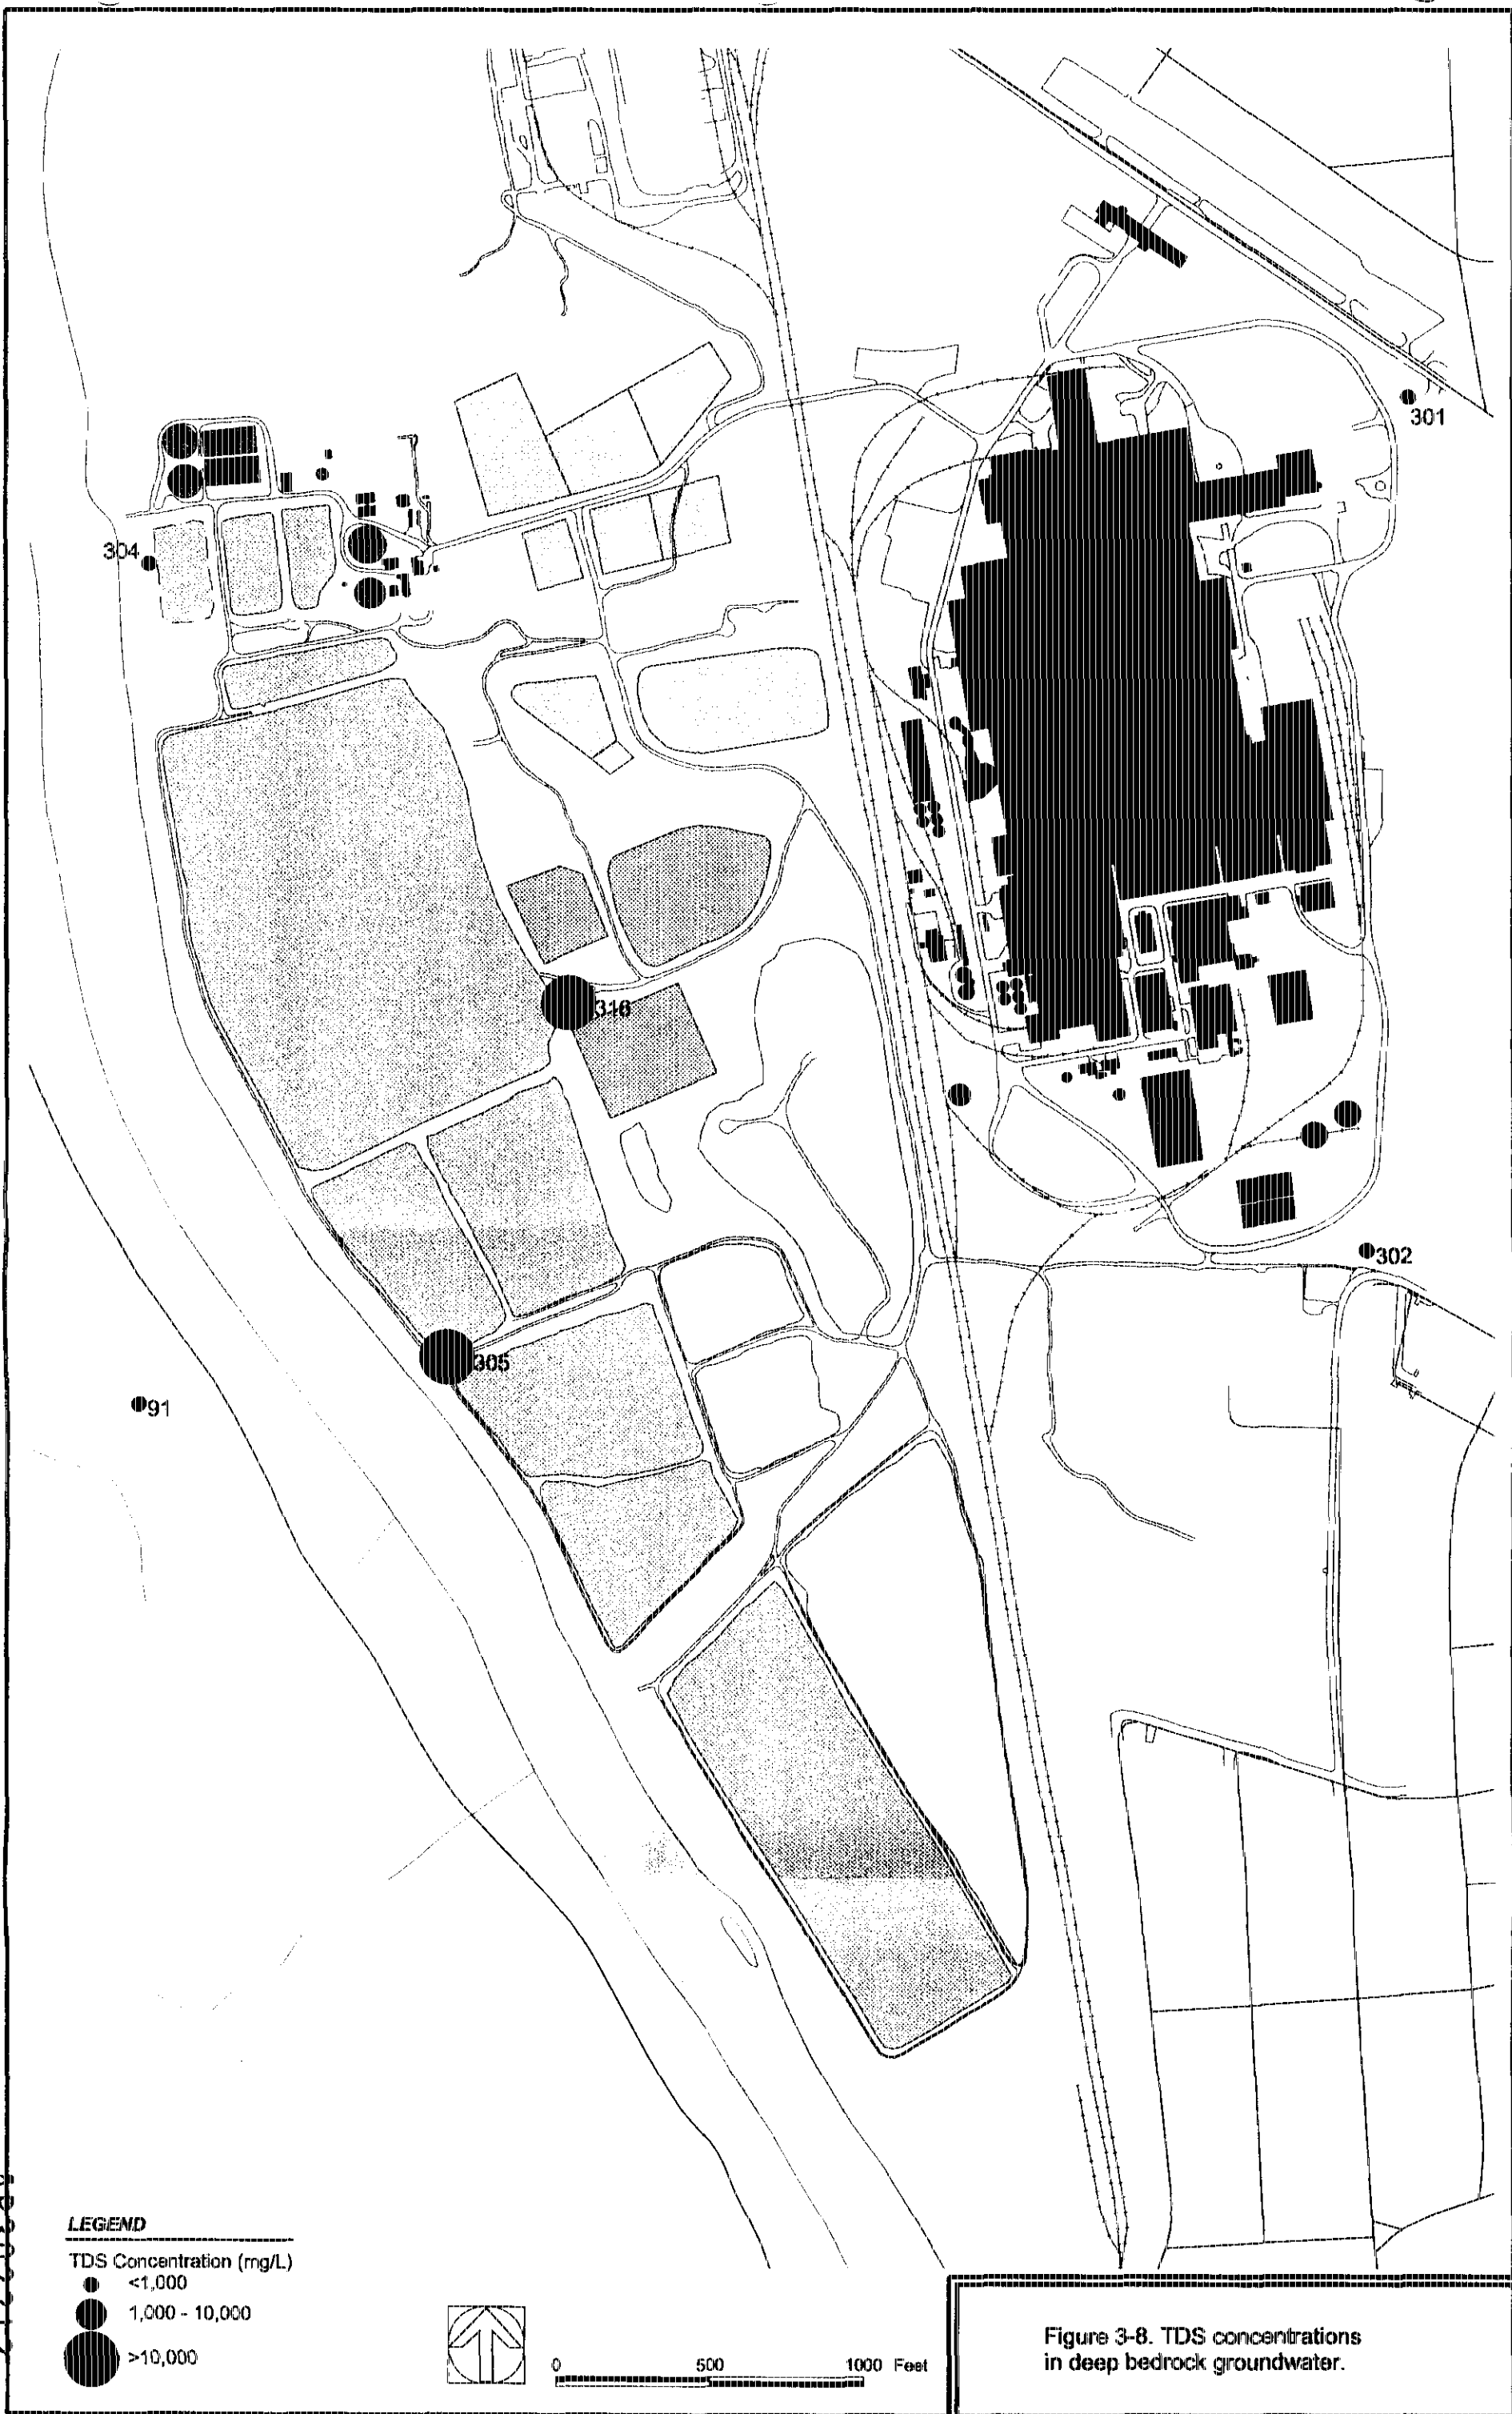 301
304
316
302
305
91
LEGEND
TDS Concentration (mg/L)
<1,000
1,000 - 10,000
>10,000
0 500 1000 Feet
Figure 3-8. TDS concentrations
in deep bedrock groundwater.